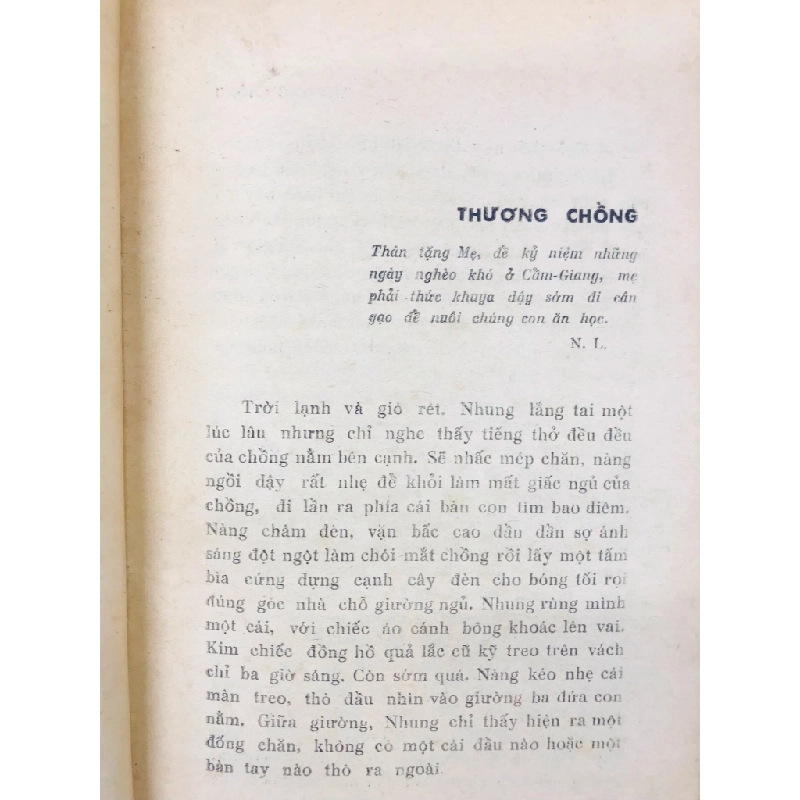 THƯƠNG CHỒNG
Thân tặng Mẹ, để kỷ niệm những
ngày nghèo khó ở Cẩm-Giang, mẹ
phải thức khuya dậy sớm đi cân
gạo để nuôi chúng con ăn học.
N. L.
Trời lạnh và gió rét. Nhung lắng tai một
lúc lâu nhưng chỉ nghe thấy tiếng thở đều đều
của chồng nằm bên cạnh. Sẽ nhấc mép chăn, nàng
ngồi dậy rất nhẹ để khỏi làm mất giấc ngủ của
chồng, đi lần ra phía cái bàn con tìm bao diêm.
Nàng châm đèn, vặn bấc cao dần dần sợ ánh
sáng đột ngột làm chói mắt chồng rồi lấy một tấm
bìa cứng dựng cạnh cây đèn cho bóng tối rọi
đúng góc nhà chỗ giường ngủ. Nhung rùng mình
một cái, với chiếc áo cánh bông khoác lên vai.
Kim chiếc đồng hồ quả lắc cũ kỹ treo trên vách
chỉ ba giờ sáng. Còn sớm quá. Nàng kéo nhẹ cái
màn treo, thò đầu nhìn vào giường ba đứa con
nằm. Giữa giường, Nhung chỉ thấy hiện ra một
đống chăn, không có một cái đầu nào hoặc một
bàn tay nào thò ra ngoài.